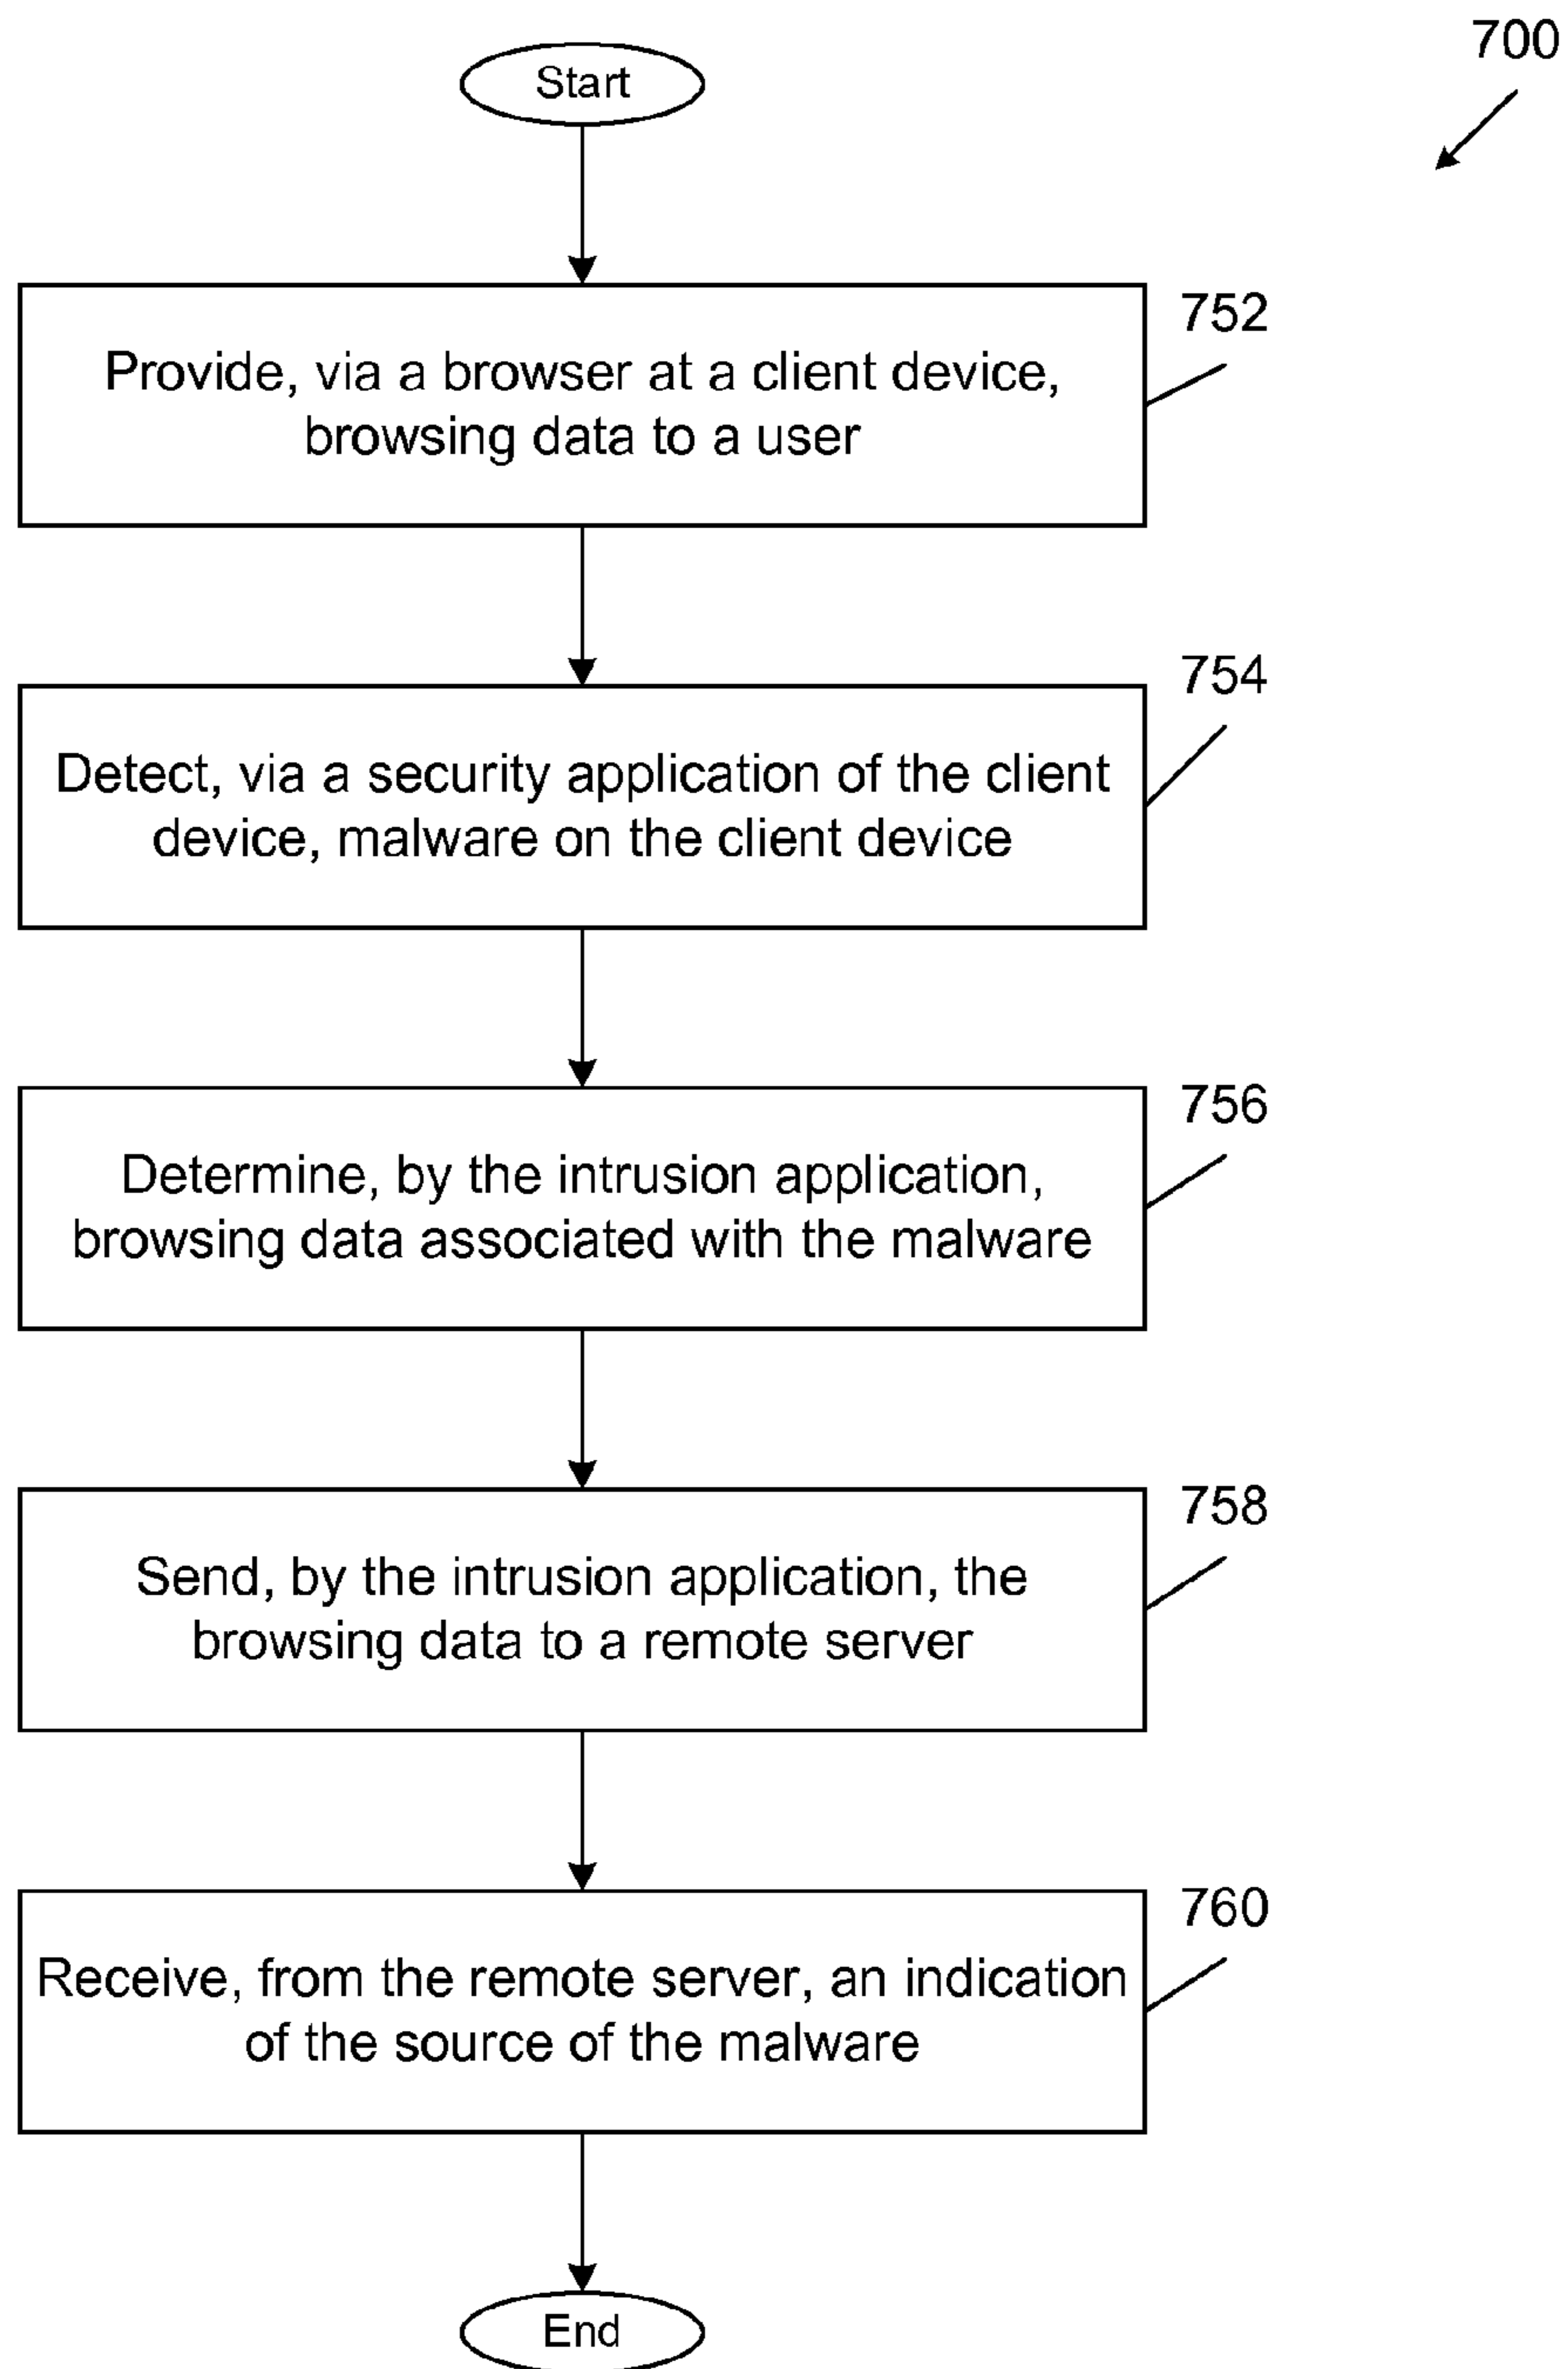 700
Start
752
Provide, via a browser at a client device,
browsing data to a user
754
Detect, via a security application of the client
device, malware on the client device
756
Determine, by the intrusion application,
browsing data associated with the malware
758
Send, by the intrusion application, the
browsing data to a remote server
760
Receive, from the remote server, an indication
of the source of the malware
End